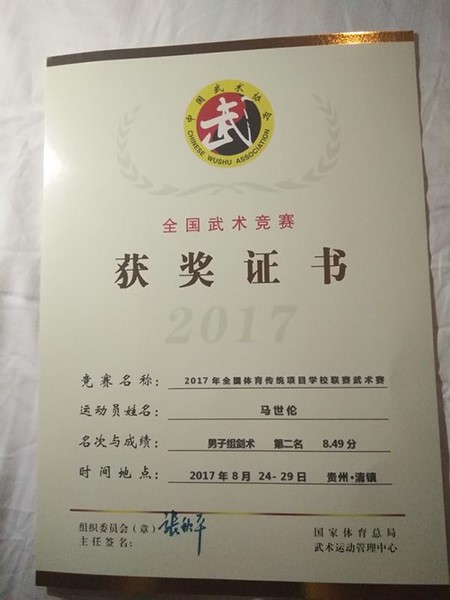 中国武术协会
武
CHINESE WUSHU ASSOCIATION
全国武术竞赛
获奖证书
2017
竞赛名称: 2017年全国体育传统项目学校联赛武术赛
运动员姓名: 马世伦
名次与成绩: 男子组剑术 第二名 8.49分
时间地点: 2017年8月 24-29日 贵州·清镇
组织委员会(章)
主任签名:
国家体育总局
武术运动管理中心